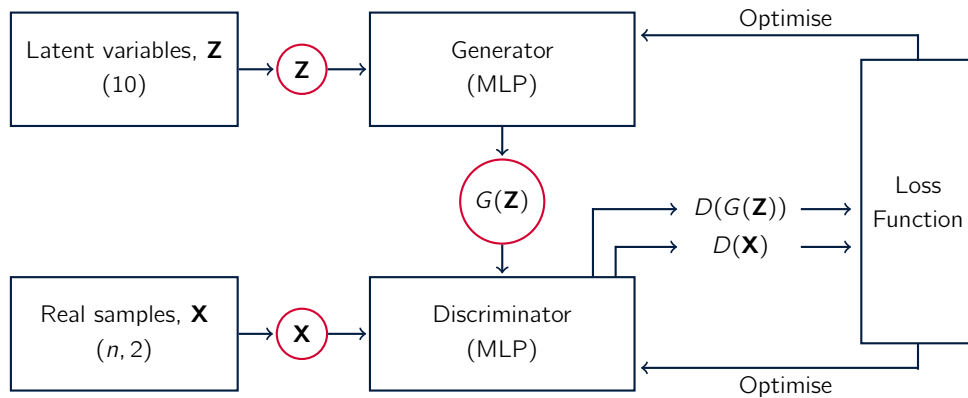 Optimise
Latent variables, Z
(10)
Z
Generator
(MLP)
G(Z)
D(G(Z))
D(X)
Loss
Function
Real samples, X
(n, 2)
X
Discriminator
(MLP)
Optimise